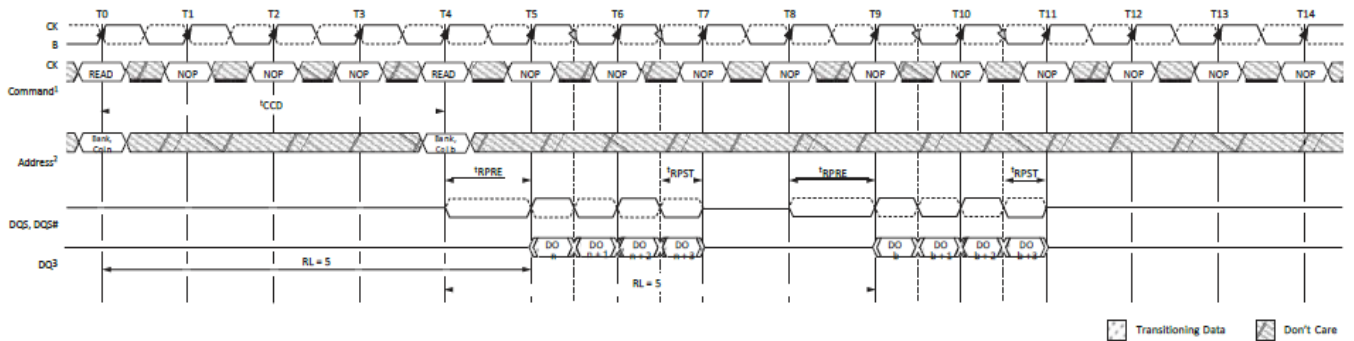 T0 T1 T2 T3 T4 T5 T6 T7 T8 T9 T10 T11 T12 T13 T14
CK
B
CK
READ NOP NOP NOP READ NOP NOP NOP NOP NOP NOP NOP NOP NOP NOP
Command1
tCCD
Bank, Bank,
Col n Col b
Address2
tRPRE tRPST tRPRE tRPST
DQS, DQS#
DO DO DO DO DO DO DO DO
n n + 1 n + 2 n + 3 b b + 1 b + 2 b + 3
DQ3
RL = 5
RL = 5
Transitioning Data Don't Care